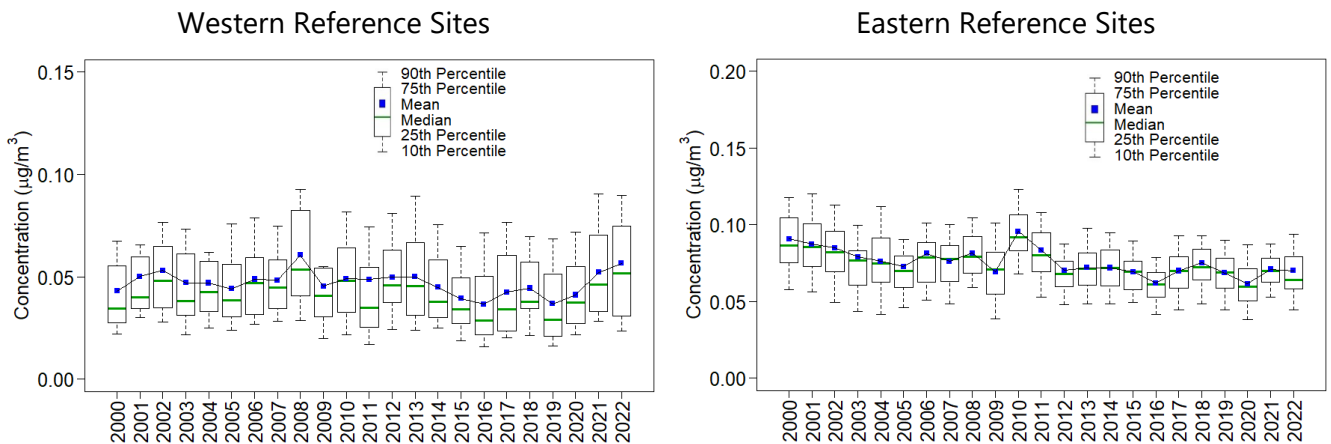 Western Reference Sites
Concentration (μg/m³)
0.15
0.10
0.05
0.00
90th Percentile
75th Percentile
Mean
Median
25th Percentile
10th Percentile
2000 2001 2002 2003 2004 2005 2006 2007 2008 2009 2010 2011 2012 2013 2014 2015 2016 2017 2018 2019 2020 2021 2022
Eastern Reference Sites
Concentration (μg/m³)
0.20
0.15
0.10
0.05
0.00
90th Percentile
75th Percentile
Mean
Median
25th Percentile
10th Percentile
2000 2001 2002 2003 2004 2005 2006 2007 2008 2009 2010 2011 2012 2013 2014 2015 2016 2017 2018 2019 2020 2021 2022